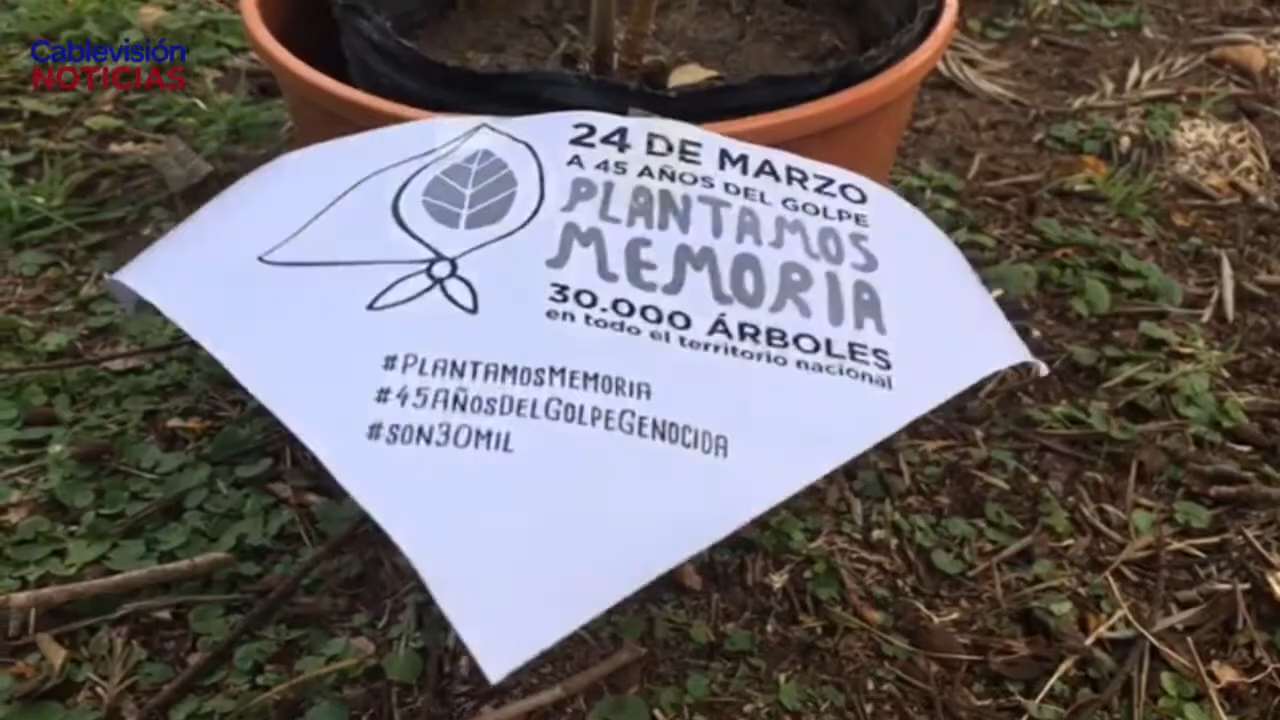 Cablevisión
NOTICIAS
24 DE MARZO
A 45 AÑOS DEL GOLPE
PLANTAMOS
MEMORIA
30.000 ÁRBOLES
en todo el territorio nacional
#PLANTAMOSMEMORIA
#45AÑOSDELGOLPEGENOCIDA
#SON30MIL